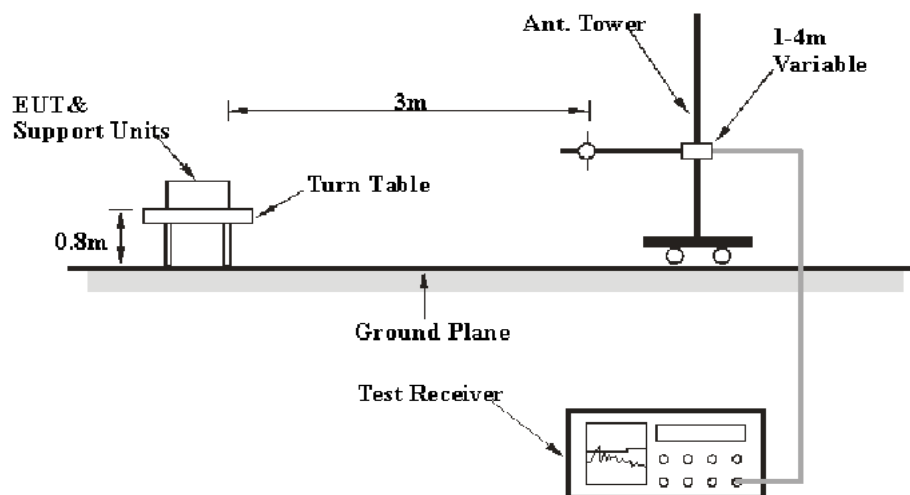 Ant. Tower
1-4m
Variable
3m
EUT&
Support Units
Turn Table
0.8m
Ground Plane
Test Receiver